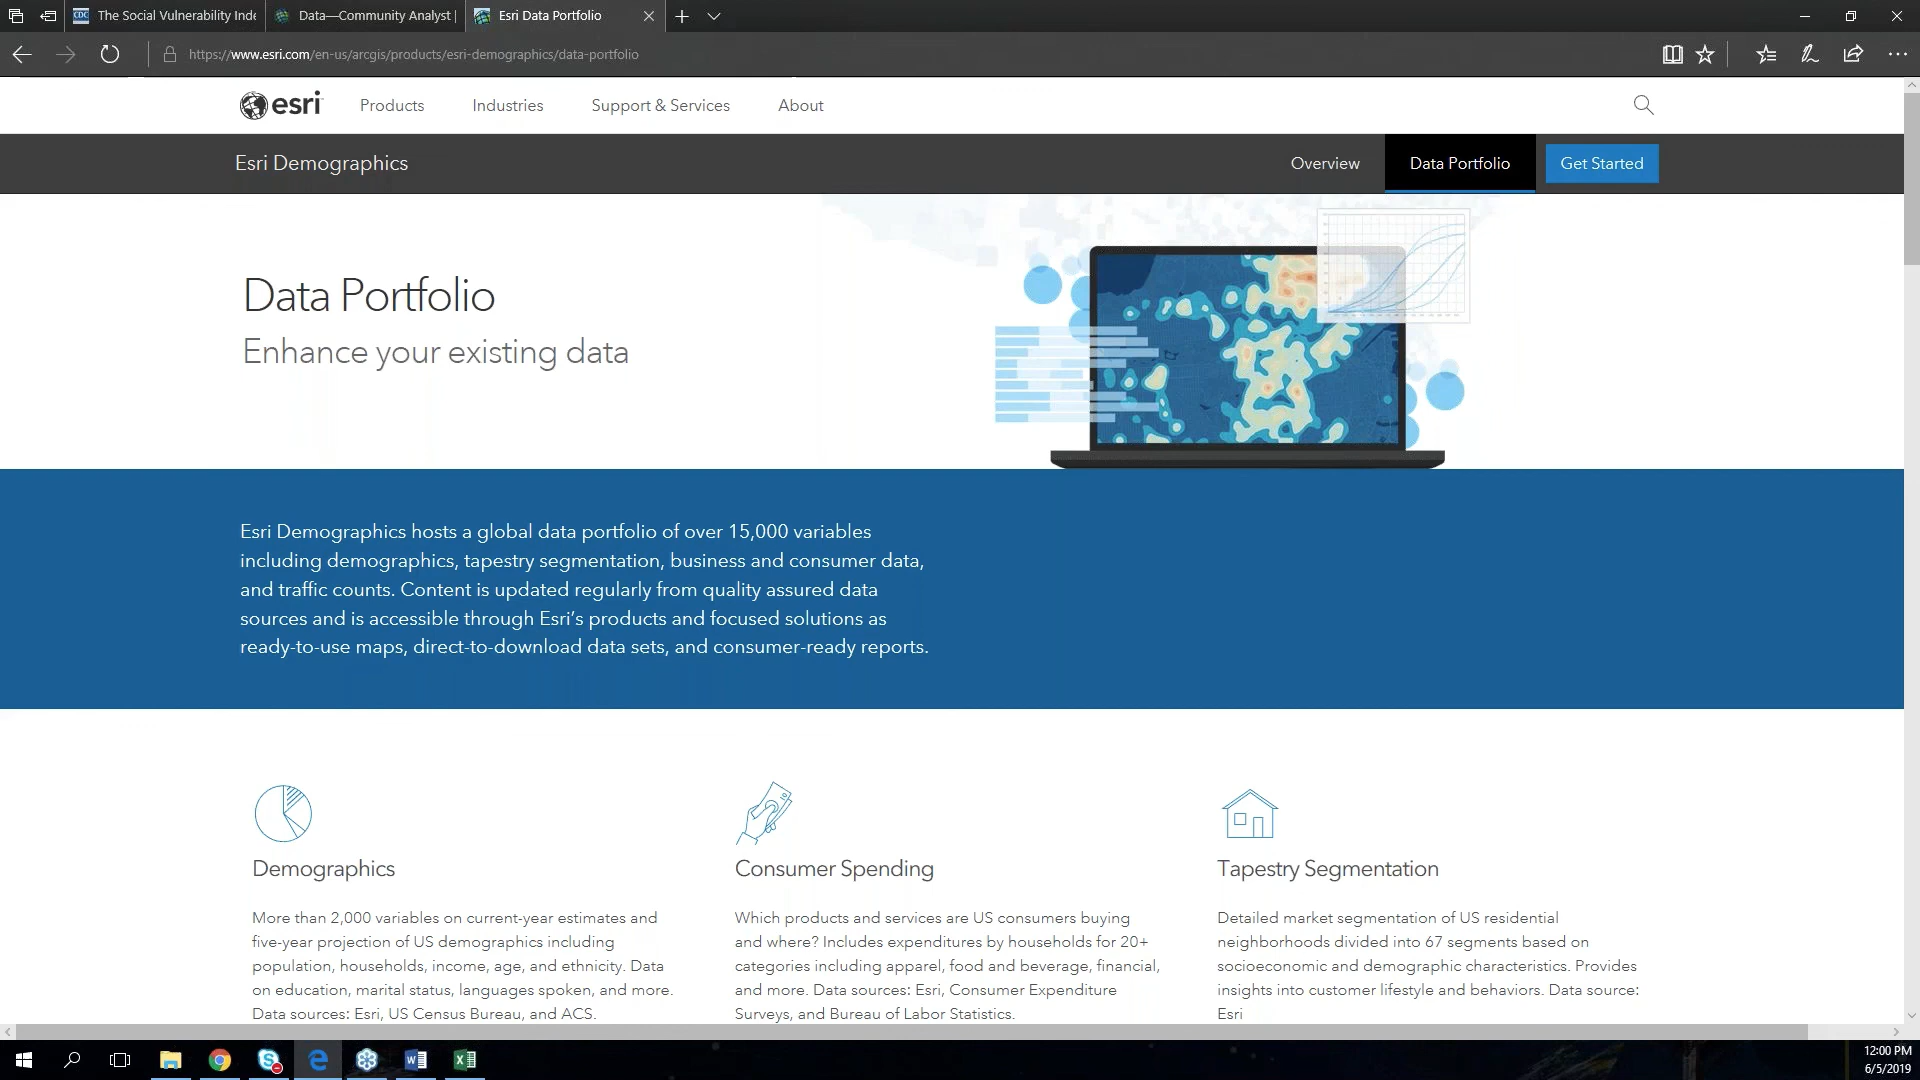 CDC The Social Vulnerability Inde
Data—Community Analyst
Esri Data Portfolio
https://www.esri.com/en-us/arcgis/products/esri-demographics/data-portfolio
esri Products Industries Support & Services About
Esri Demographics Overview Data Portfolio Get Started
Data Portfolio
Enhance your existing data
Esri Demographics hosts a global data portfolio of over 15,000 variables
including demographics, tapestry segmentation, business and consumer data,
and traffic counts. Content is updated regularly from quality assured data
sources and is accessible through Esri’s products and focused solutions as
ready-to-use maps, direct-to-download data sets, and consumer-ready reports.
Demographics
More than 2,000 variables on current-year estimates and
five-year projection of US demographics including
population, households, income, age, and ethnicity. Data
on education, marital status, languages spoken, and more.
Data sources: Esri, US Census Bureau, and ACS.
Consumer Spending
Which products and services are US consumers buying
and where? Includes expenditures by households for 20+
categories including apparel, food and beverage, financial,
and more. Data sources: Esri, Consumer Expenditure
Surveys, and Bureau of Labor Statistics.
Tapestry Segmentation
Detailed market segmentation of US residential
neighborhoods divided into 67 segments based on
socioeconomic and demographic characteristics. Provides
insights into customer lifestyle and behaviors. Data source:
Esri
12:00 PM
6/5/2019